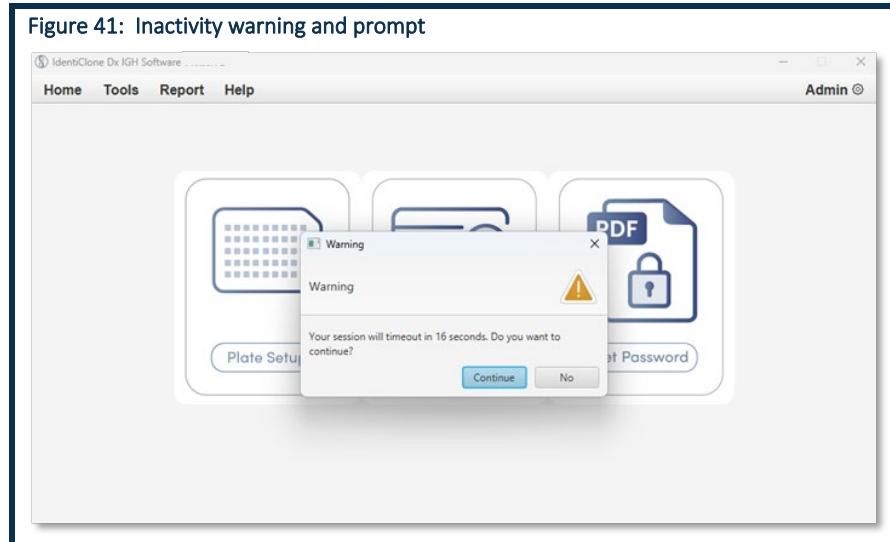 Figure 41: Inactivity warning and prompt
IdentiClone Dx IGH Software
Home Tools Report Help Admin
PDF
Warning
Warning
Your session will timeout in 16 seconds. Do you want to
continue?
Continue No
Plate Setu
et Password